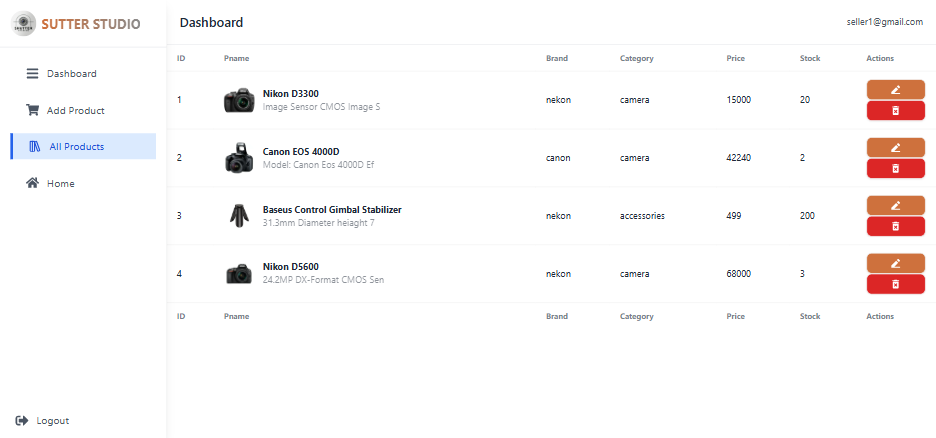 SUTTER STUDIO
Dashboard
seller1@gmail.com
Dashboard
Add Product
All Products
Home
Logout
ID Pname Brand Category Price Stock Actions
1 Nikon D3300 nekon camera 15000 20
Image Sensor CMOS Image S
2 Canon EOS 4000D canon camera 42240 2
Model: Canon Eos 4000D Ef
3 Baseus Control Gimbal Stabilizer nekon accessories 499 200
31.3mm Diameter heiaght 7
4 Nikon D5600 nekon camera 68000 3
24.2MP DX-Format CMOS Sen
ID Pname Brand Category Price Stock Actions